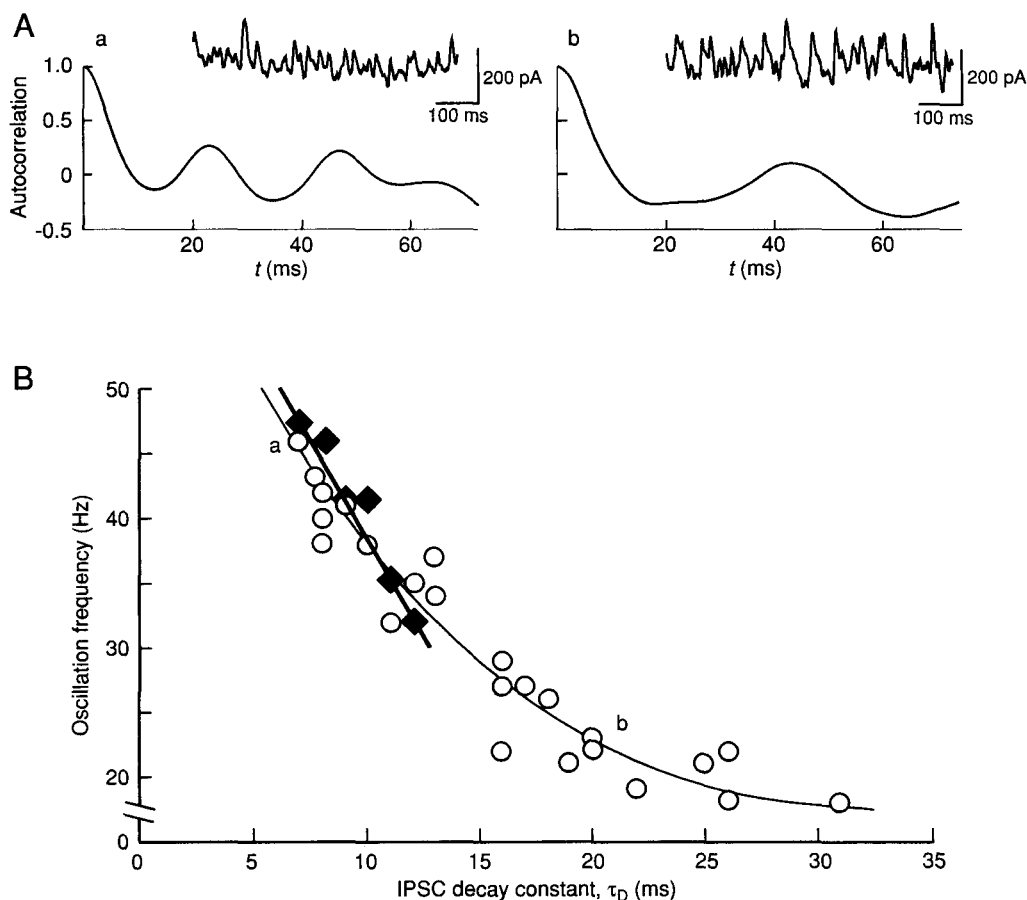 A
a
b
Autocorrelation
1.0
0.5
0
-0.5
200 pA
100 ms
20 40 60
t (ms)
200 pA
100 ms
20 40 60
t (ms)
B
Oscillation frequency (Hz)
50
40
30
20
0
a
b
0 5 10 15 20 25 30 35
IPSC decay constant, τD (ms)